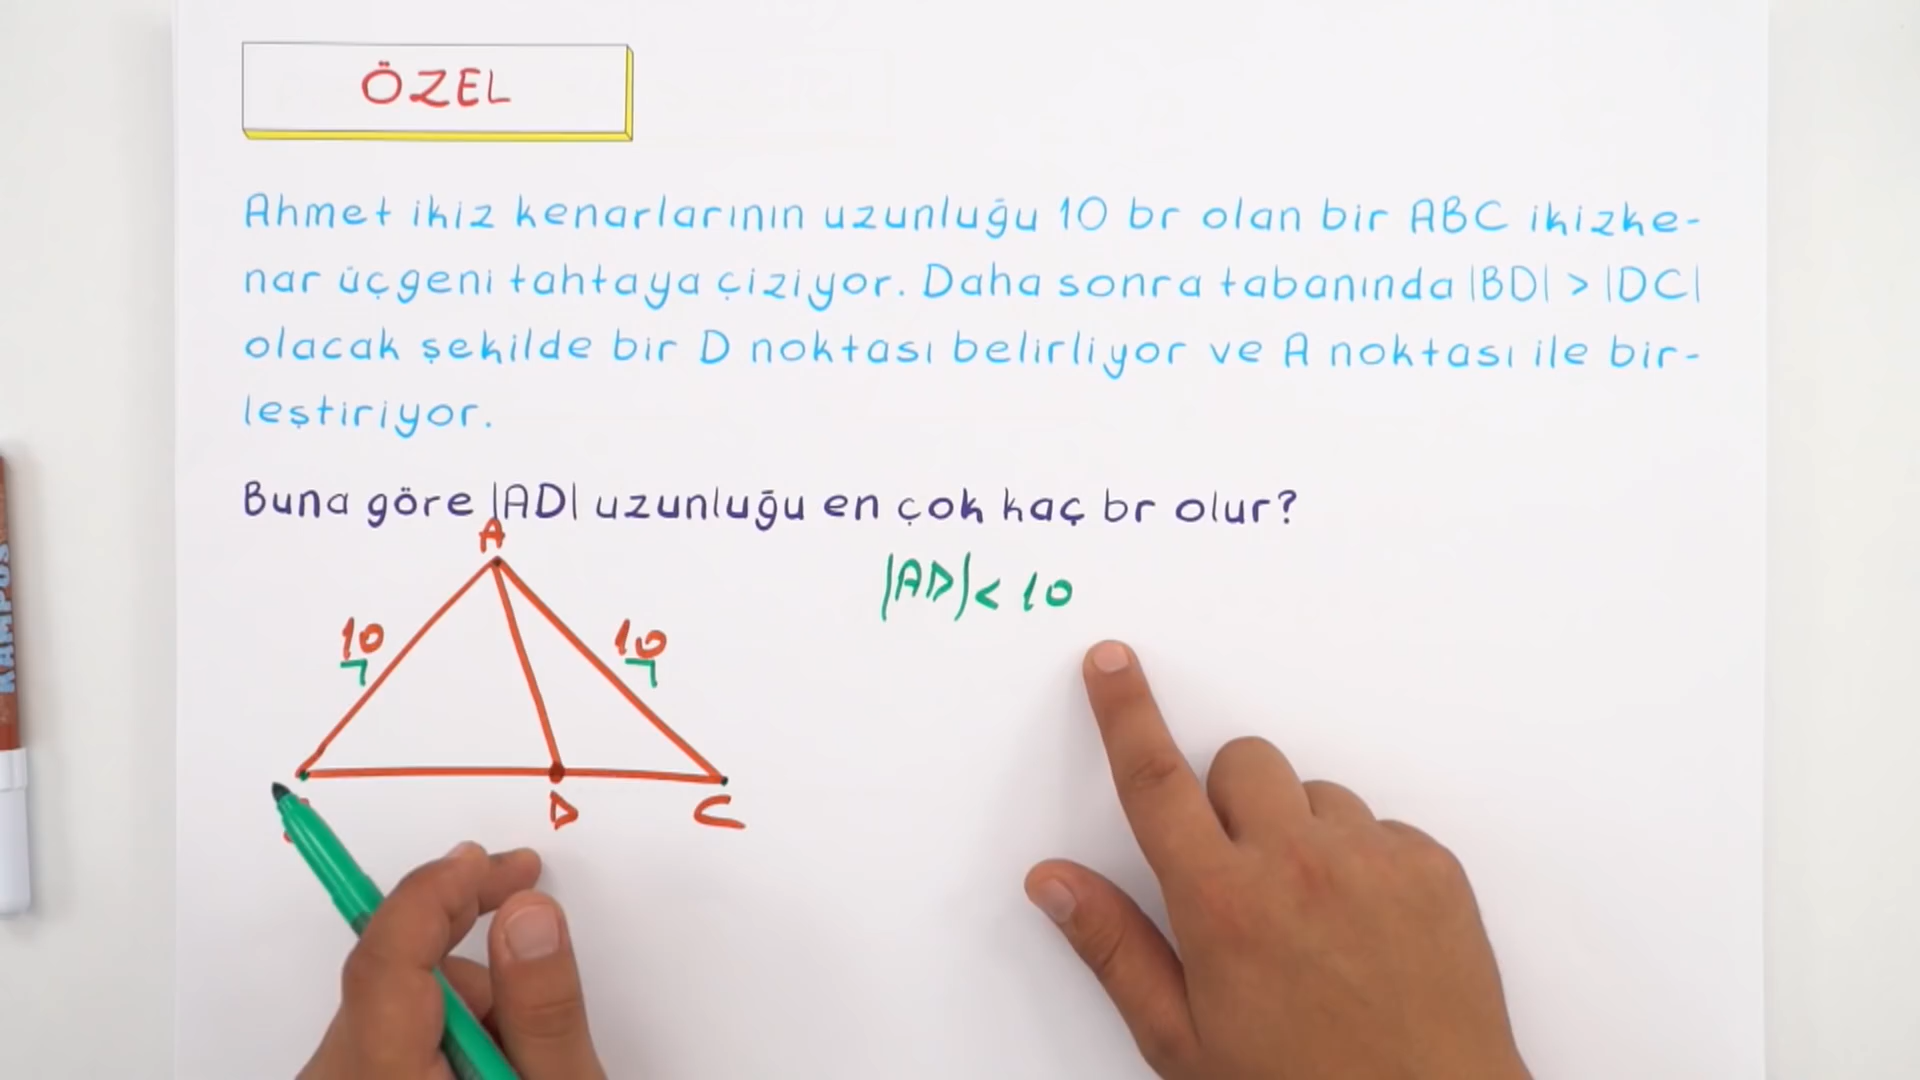 ÖZEL
Ahmet ikiz kenarlarının uzunluğu 10 br olan bir ABC ikizke-
nar üçgeni tahtaya çiziyor. Daha sonra tabanında |BD| > |DC|
olacak şekilde bir D noktası belirliyor ve A noktası ile bir-
leştiriyor.
Buna göre |AD| uzunluğu en çok kaç br olur?
A
|AD| < 10
10 10
D C
KAMPÜS